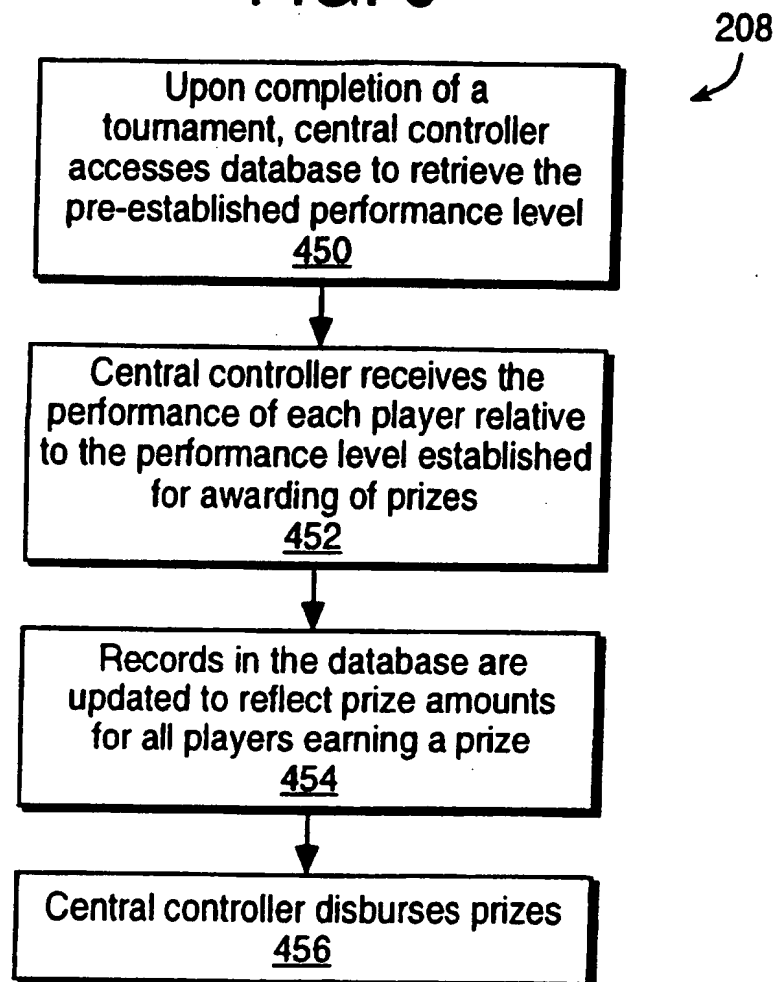 208
Upon completion of a
tournament, central controller
accesses database to retrieve the
pre-established performance level
450
Central controller receives the
performance of each player relative
to the performance level established
for awarding of prizes
452
Records in the database are
updated to reflect prize amounts
for all players earning a prize
454
Central controller disburses prizes
456